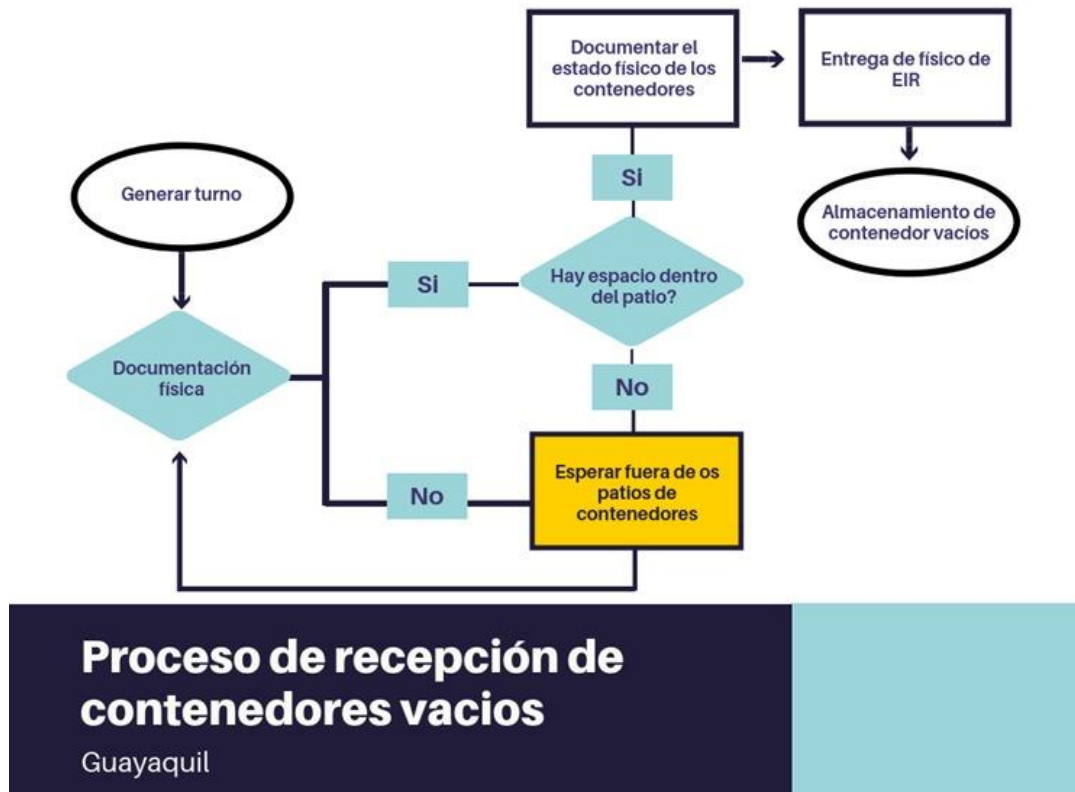 Documentar el
estado físico de los
contenedores
Entrega de físico de
EIR
Generar turno
Si
Almacenamiento de
contenedor vacíos
Si
Hay espacio dentro
del patio?
Documentación
física
No
Esperar fuera de os
patios de
contenedores
No
Proceso de recepción de
contenedores vacios
Guayaquil